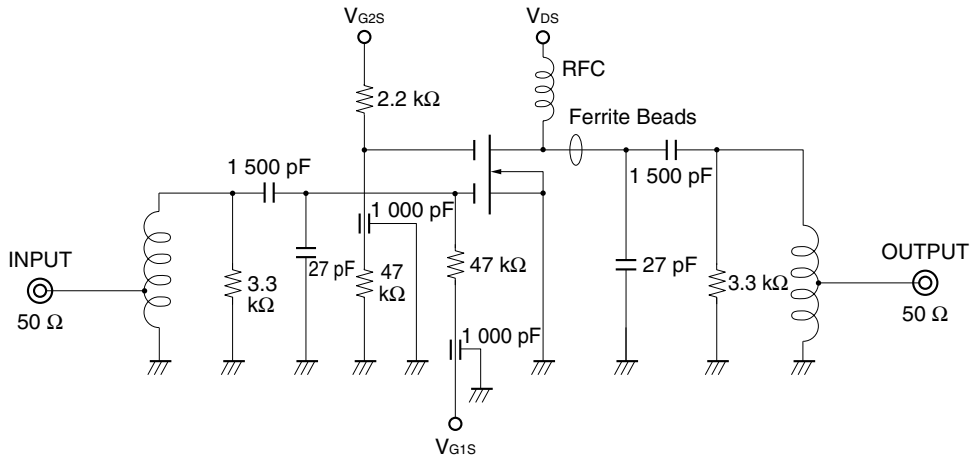 VG2S
VDS
RFC
2.2 kΩ
Ferrite Beads
1 500 pF
1 500 pF
1 000 pF
INPUT
50 Ω
3.3
kΩ
27 pF
47
kΩ
47 kΩ
27 pF
3.3 kΩ
OUTPUT
50 Ω
1 000 pF
VG1S